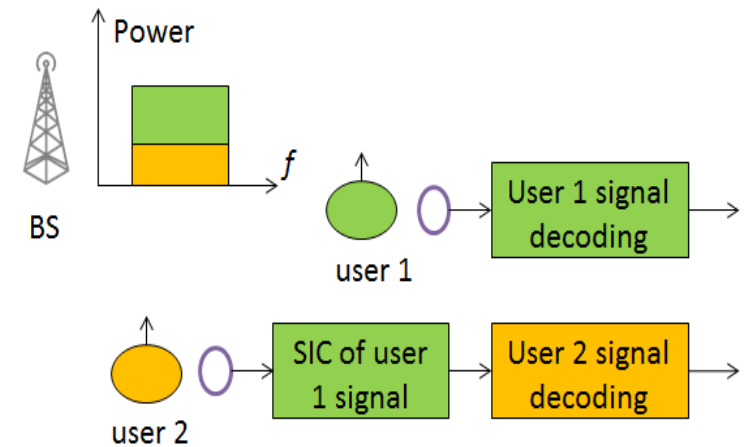 Power
f
BS
user 1
User 1 signal
decoding
user 2
SIC of user
1 signal
User 2 signal
decoding